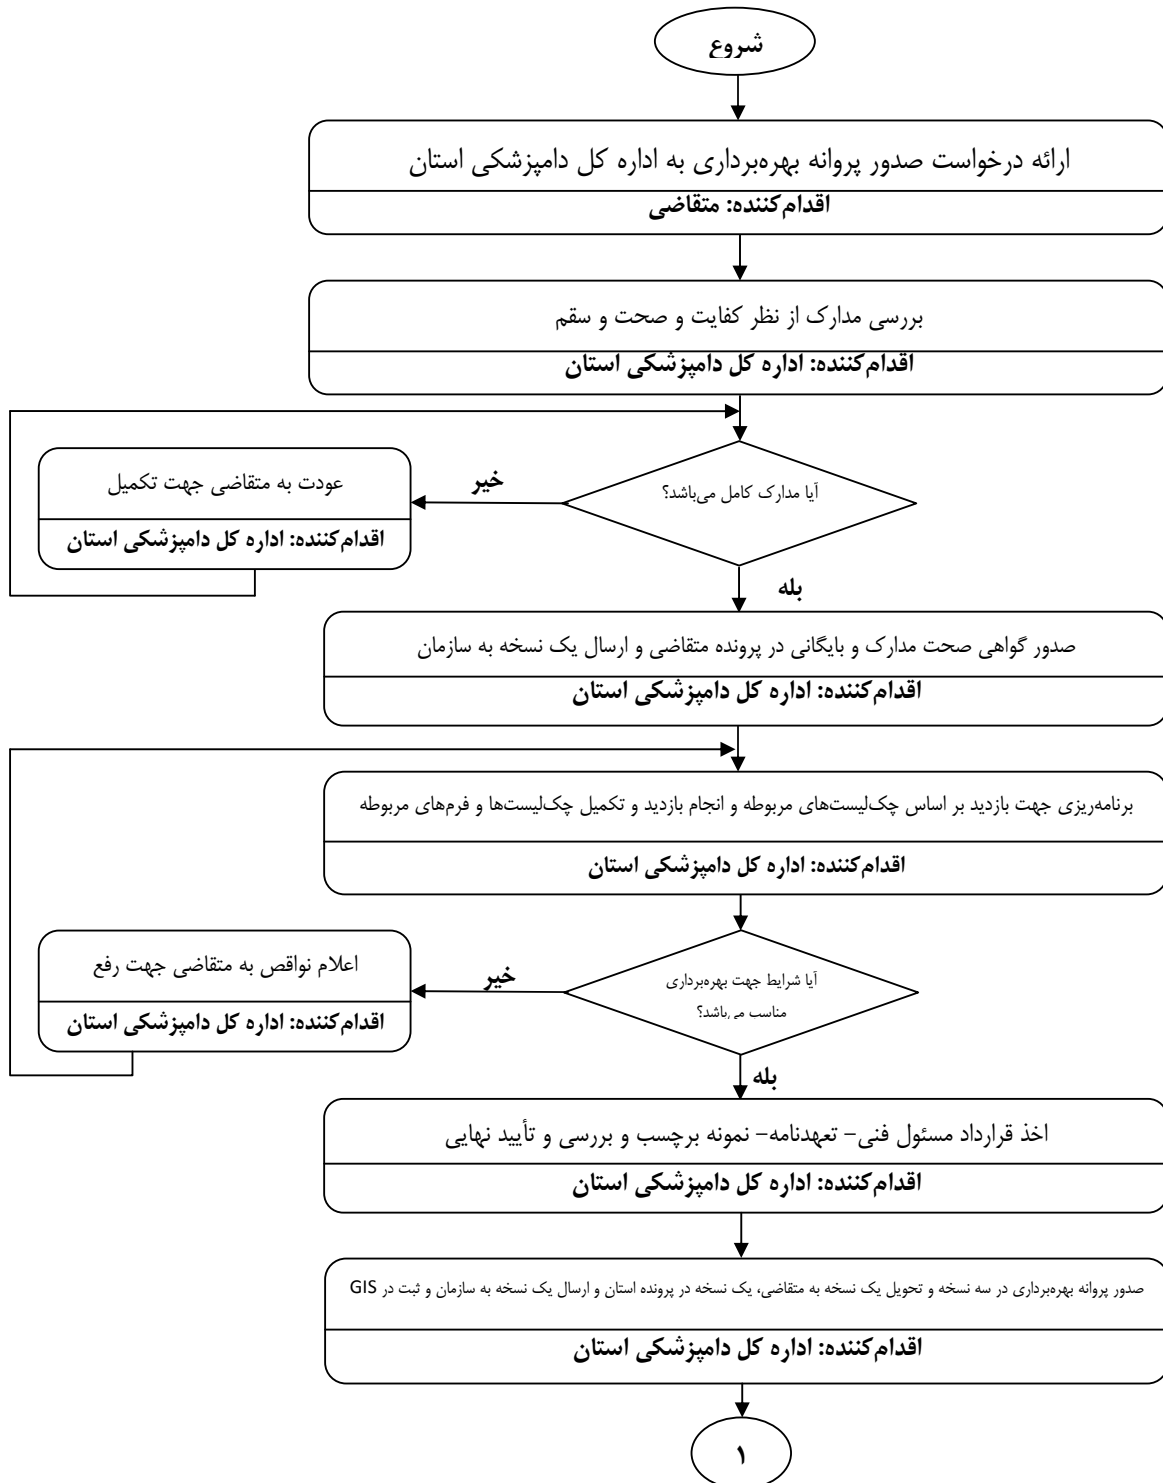 شروع
ارائه درخواست صدور پروانه بهره‌برداری به اداره کل دامپزشکی استان
اقدام‌کننده: متقاضی
بررسی مدارک از نظر کفایت و صحت و سقم
اقدام‌کننده: اداره کل دامپزشکی استان
آیا مدارک کامل می‌باشد؟
خیر
عودت به متقاضی جهت تکمیل
اقدام‌کننده: اداره کل دامپزشکی استان
بله
صدور گواهی صحت مدارک و بایگانی در پرونده متقاضی و ارسال یک نسخه به سازمان
اقدام‌کننده: اداره کل دامپزشکی استان
برنامه‌ریزی جهت بازدید بر اساس چک‌لیست‌های مربوطه و انجام بازدید و تکمیل چک‌لیست‌ها و فرم‌های مربوطه
اقدام‌کننده: اداره کل دامپزشکی استان
آیا شرایط جهت بهره‌برداری
مناسب می‌باشد؟
خیر
اعلام نواقص به متقاضی جهت رفع
اقدام‌کننده: اداره کل دامپزشکی استان
بله
اخذ قرارداد مسئول فنی- تعهدنامه- نمونه برچسب و بررسی و تأیید نهایی
اقدام‌کننده: اداره کل دامپزشکی استان
صدور پروانه بهره‌برداری در سه نسخه و تحویل یک نسخه به متقاضی، یک نسخه در پرونده استان و ارسال یک نسخه به سازمان و ثبت در GIS
اقدام‌کننده: اداره کل دامپزشکی استان
۱